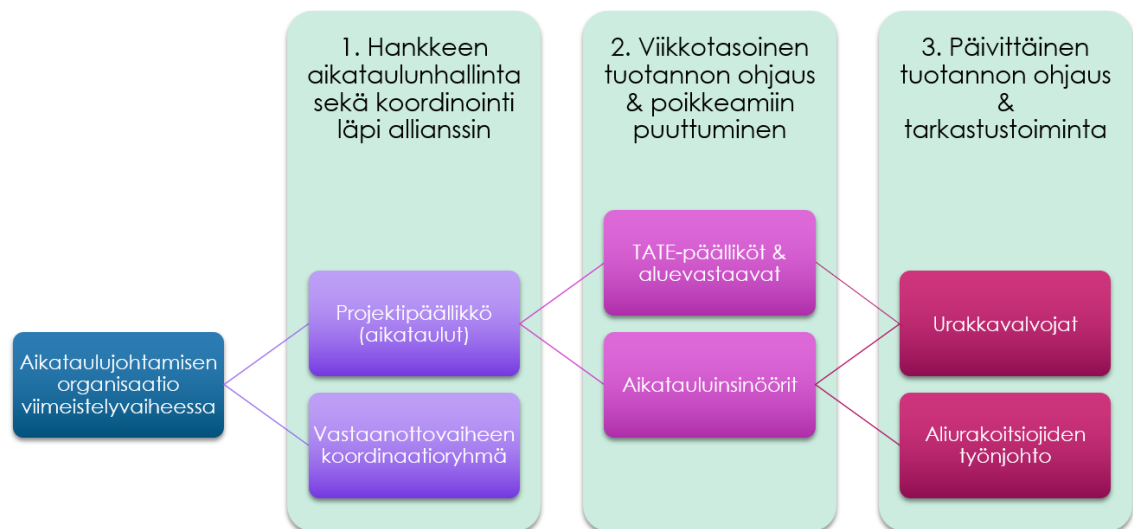 1. Hankkeen
aikataulunhallinta
sekä koordinointi
läpi allianssin
2. Viikkotasoinen
tuotannon ohjaus
& poikkeamiin
puuttuminen
3. Päivittäinen
tuotannon ohjaus
&
tarkastustoiminta
Aikataulujohtamisen
organisaatio
viimeistelyvaiheessa
Projektipäällikkö
(aikataulut)
Vastaanottovaiheen
koordinaatioryhmä
TATE-päälliköt &
aluevastaavat
Aikatauluinsinöörit
Urakkavalvojat
Aliurakoitsiojiden
työnjohto